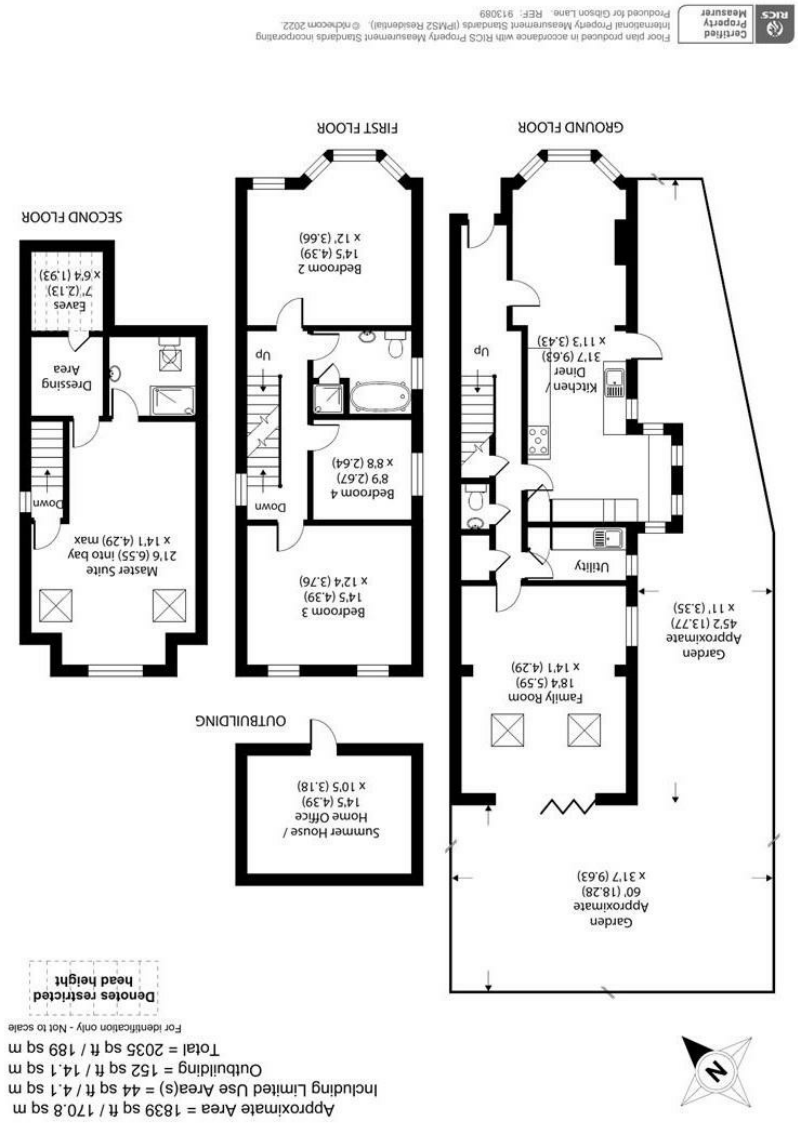 Approximate Area = 1839 sq ft / 170.8 sq m
Including Limited Use Area(s) = 44 sq ft / 4.1 sq m
Outbuilding = 152 sq ft / 14.1 sq m
Total = 2035 sq ft / 189 sq m
For identification only - Not to scale
N
Denotes restricted
head height
Garden
Approximate
60' (18.28)
x 31'7 (9.63)
Garden
Approximate
45'2 (13.77)
x 11' (3.35)
Family Room
18'4 (5.59)
x 14'1 (4.29)
Utility
Kitchen /
Diner
31'7 (9.63)
x 11'3 (3.43)
Up
GROUND FLOOR
Summer House /
Home Office
14'5 (4.39)
x 10'5 (3.18)
OUTBUILDING
Bedroom 3
14'5 (4.39)
x 12'4 (3.76)
Down
Bedroom 4
8'9 (2.67)
x 8'8 (2.64)
Up
Bedroom 2
14'5 (4.39)
x 12' (3.66)
FIRST FLOOR
Master Suite
21'6 (6.55) into bay
x 14'1 (4.29) max
Down
Dressing
Area
Eaves
7' (2.13)
x 6'4 (1.93)
SECOND FLOOR
RICS
Certified
Property
Measurer
Floor plan produced in accordance with RICS Property Measurement Standards incorporating
International Property Measurement Standards (IPMS2 Residential). © nichecom 2022.
Produced for Gibson Lane. REF: 913089